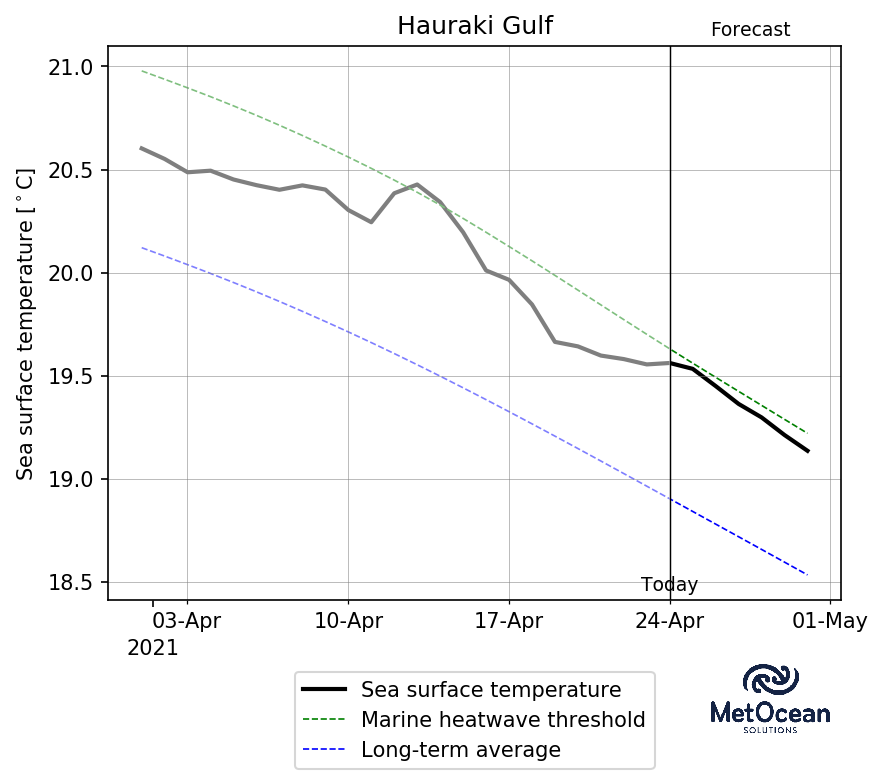 Hauraki Gulf
Forecast
Sea surface temperature [°C]
21.0
20.5
20.0
19.5
19.0
18.5
Today
03-Apr 10-Apr 17-Apr 24-Apr 01-May
2021
Sea surface temperature
Marine heatwave threshold
Long-term average
MetOcean
SOLUTIONS